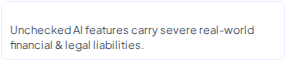 Unchecked AI features carry severe real-world
financial & legal liabilities.